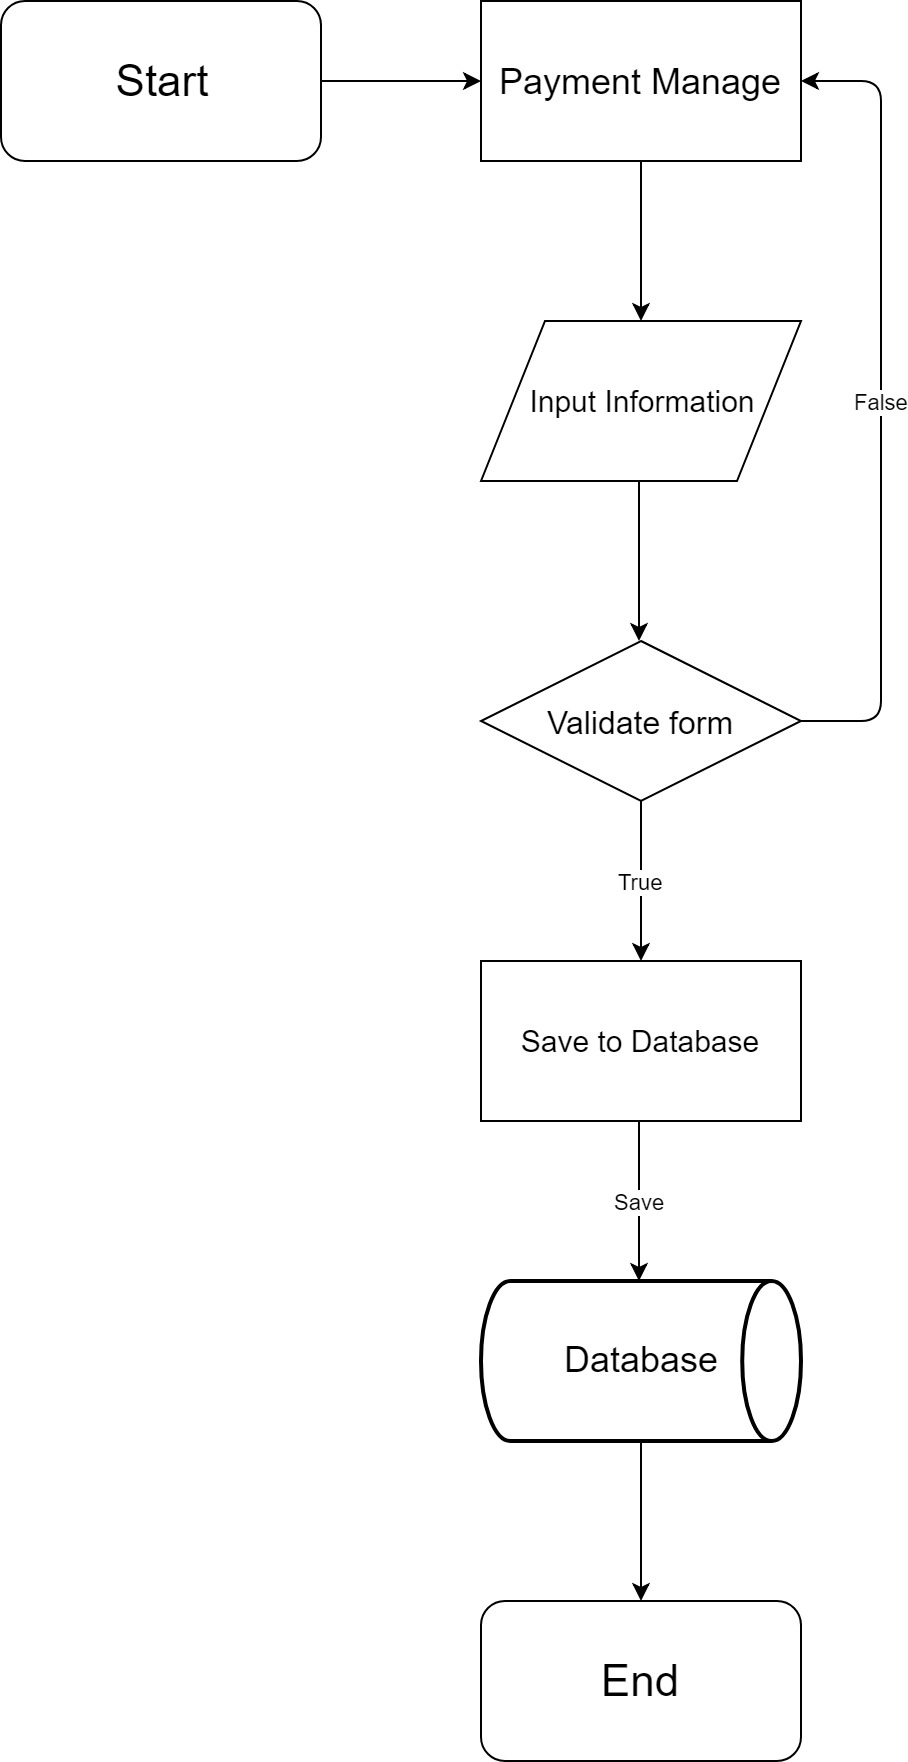 Start
Payment Manage
Input Information
False
Validate form
True
Save to Database
Save
Database
End